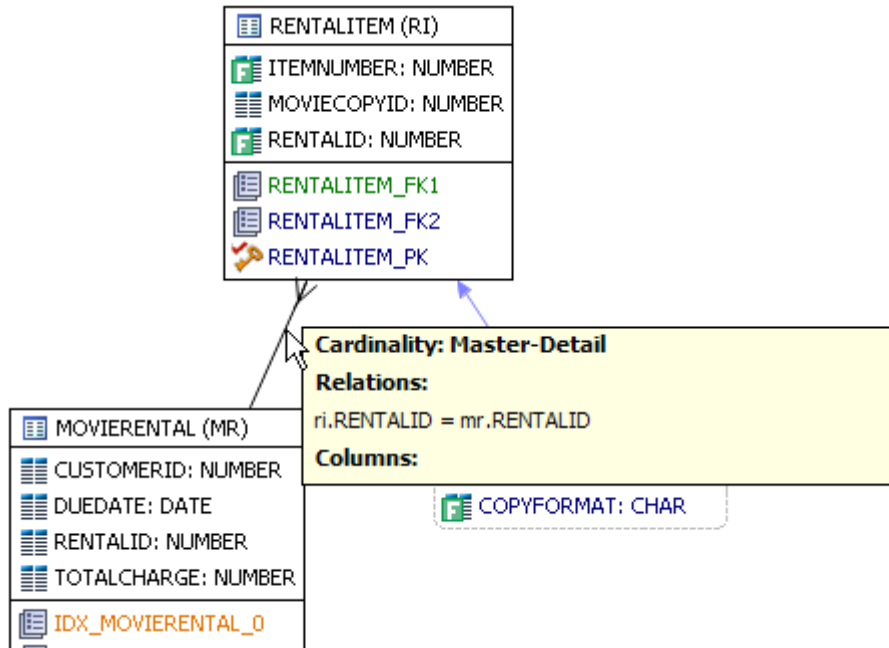 RENTALITEM (RI)
ITEMNUMBER: NUMBER
MOVIECOPYID: NUMBER
RENTALID: NUMBER
RENTALITEM_FK1
RENTALITEM_FK2
RENTALITEM_PK
Cardinality: Master-Detail
Relations:
ri.RENTALID = mr.RENTALID
Columns:
MOVIERENTAL (MR)
CUSTOMERID: NUMBER
DUEDATE: DATE
RENTALID: NUMBER
TOTALCHARGE: NUMBER
IDX_MOVIERENTAL_0
COPYFORMAT: CHAR